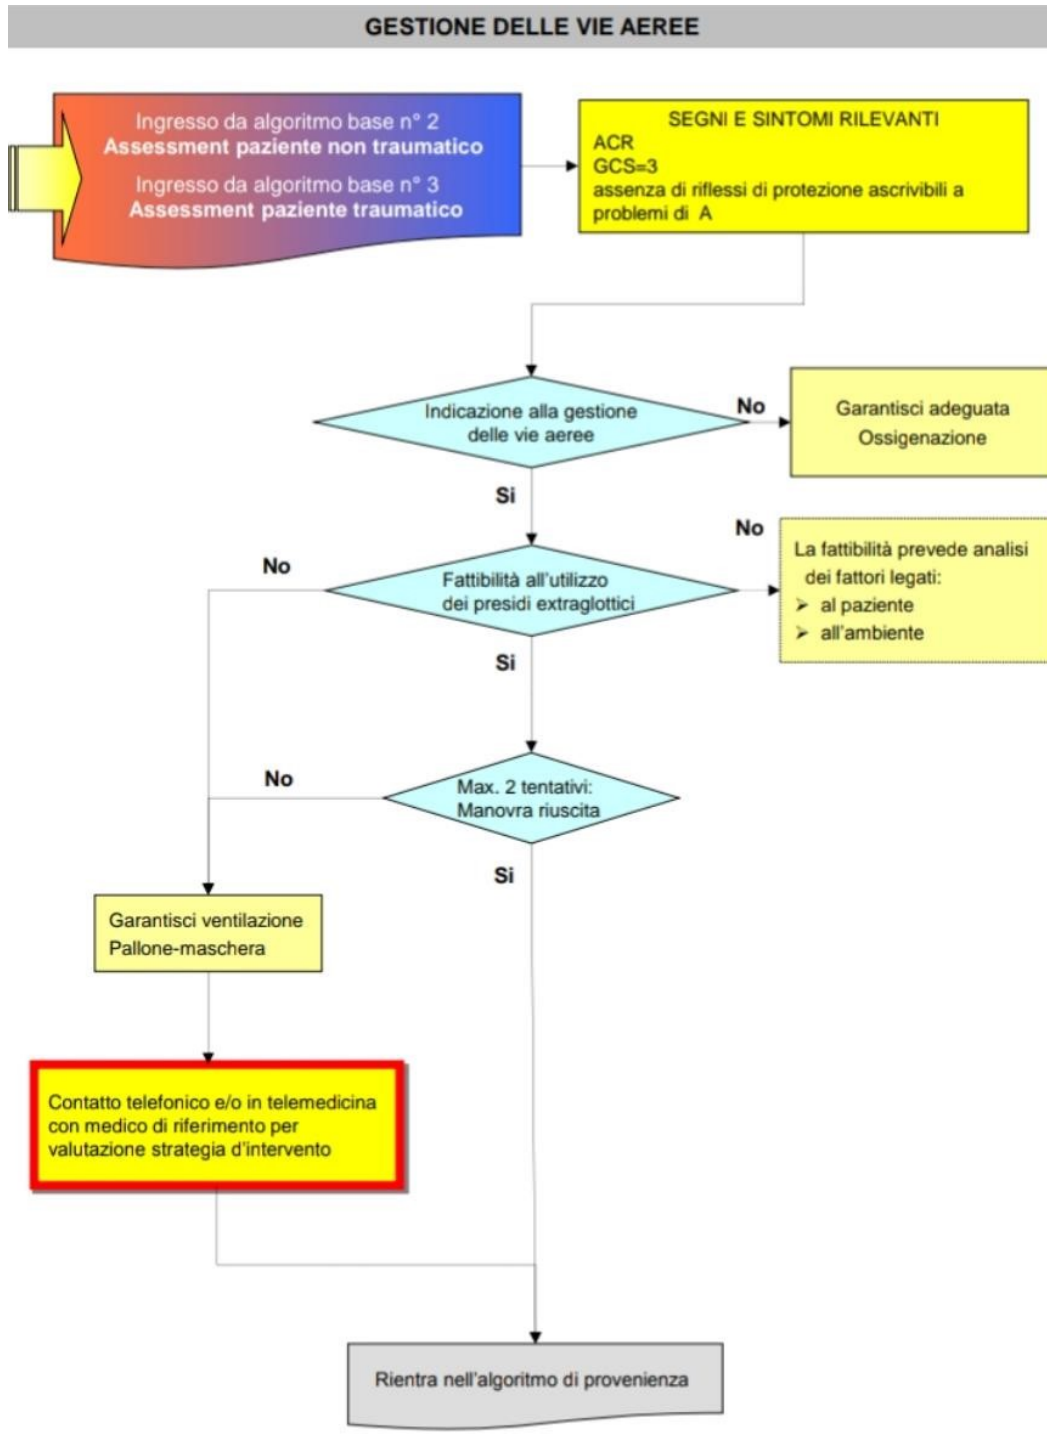 GESTIONE DELLE VIE AEREE
Ingresso da algoritmo base n° 2
Assessment paziente non traumatico
Ingresso da algoritmo base n° 3
Assessment paziente traumatico
SEGNI E SINTOMI RILEVANTI
ACR
GCS=3
assenza di riflessi di protezione ascrivibili a
problemi di A
Indicazione alla gestione
delle vie aeree
No
Garantisci adeguata
Ossigenazione
Si
No
Fattibilità all'utilizzo
dei presidi extraglottici
No
La fattibilità prevede analisi
dei fattori legati:
➢ al paziente
➢ all'ambiente
Si
No
Max. 2 tentativi:
Manovra riuscita
Si
Garantisci ventilazione
Pallone-maschera
Contatto telefonico e/o in telemedicina
con medico di riferimento per
valutazione strategia d'intervento
Rientra nell'algoritmo di provenienza